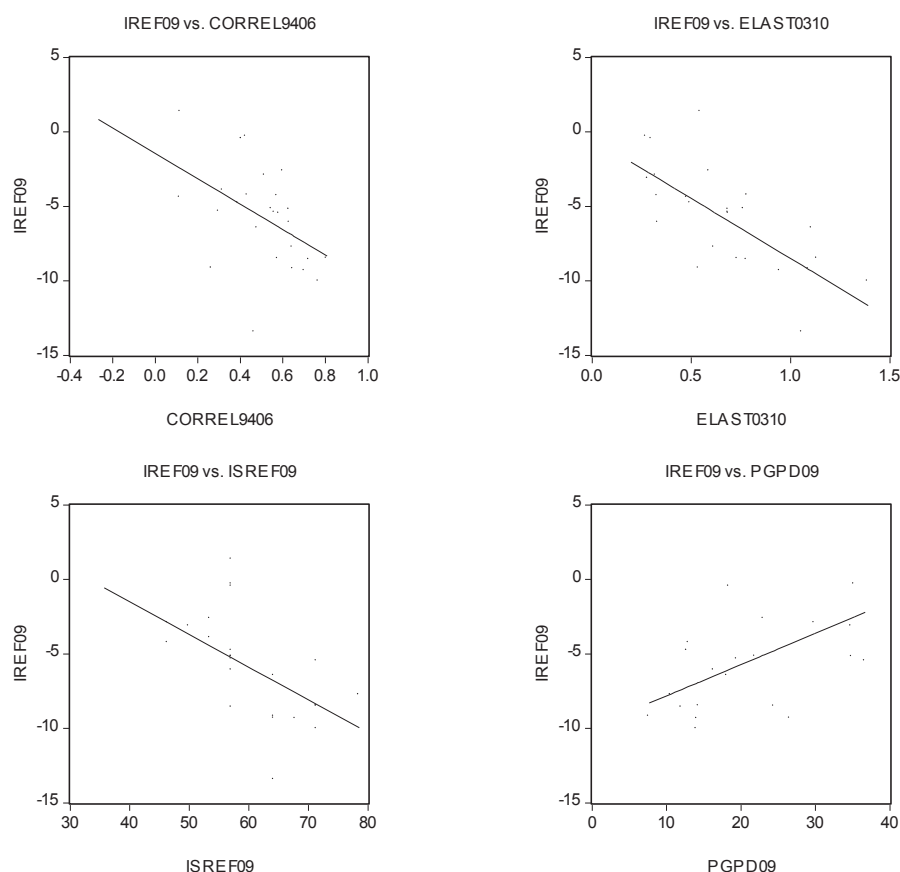 IREF09 vs. CORREL9406
5
0
-5
-10
-15
IREF09
-0.4 -0.2 0.0 0.2 0.4 0.6 0.8 1.0
CORREL9406
IREF09 vs. ELAST0310
5
0
-5
-10
-15
IREF09
0.0 0.5 1.0 1.5
ELAST0310
IREF09 vs. ISREF09
5
0
-5
-10
-15
IREF09
30 40 50 60 70 80
ISREF09
IREF09 vs. PGPD09
5
0
-5
-10
-15
IREF09
0 10 20 30 40
PGPD09